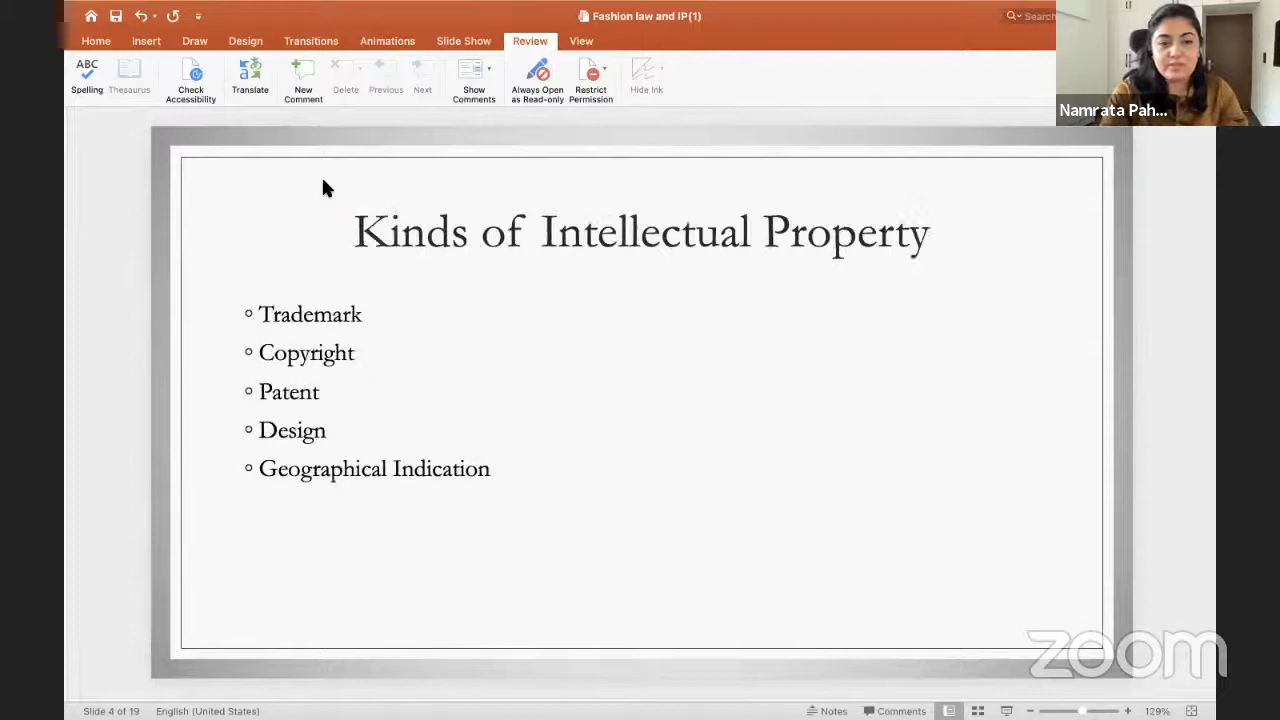 Fashion law and IP(1)
Search
Home Insert Draw Design Transitions Animations Slide Show Review View
ABC
Spelling Thesaurus Check Accessibility Translate New Comment Delete Previous Next Show Comments Always Open as Read-only Restrict Permission Hide Ink
Namrata Pah...
Kinds of Intellectual Property
Trademark
Copyright
Patent
Design
Geographical Indication
zoom
Slide 4 of 19 English (United States) Notes Comments 129%